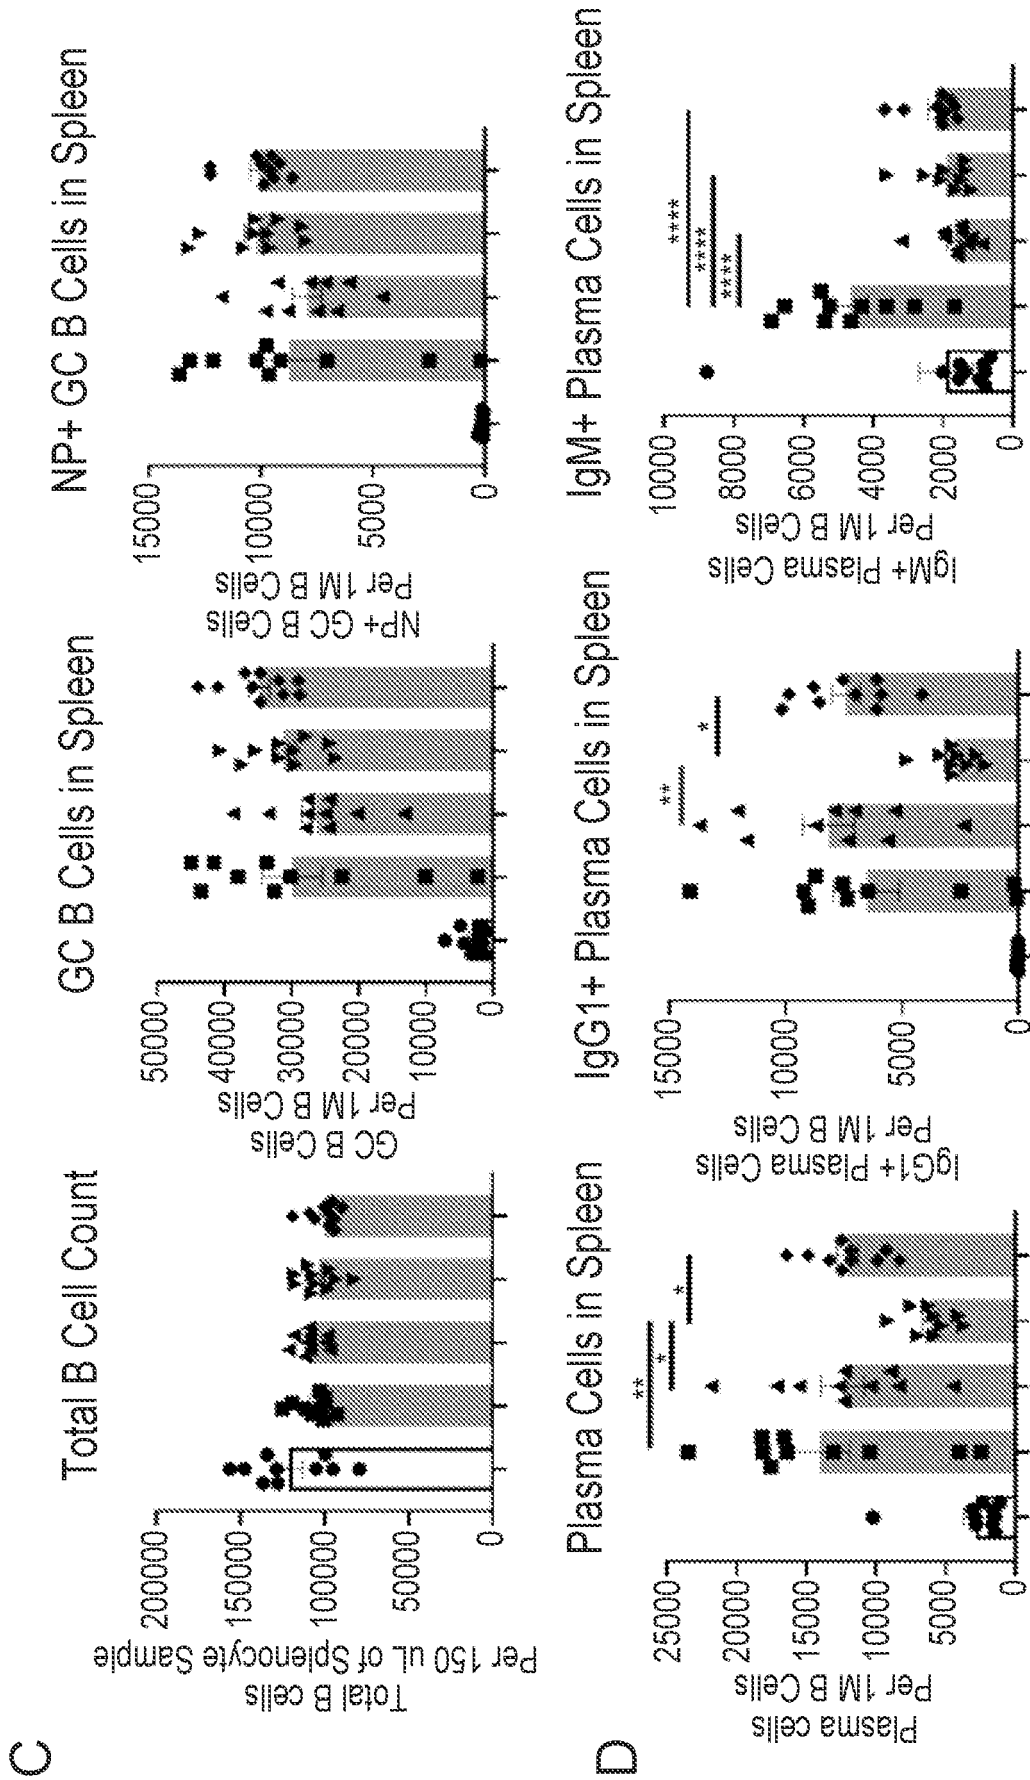 C
Total B Cell Count
Total B cells
Per 150 uL of Splenocyte Sample
200000
150000
100000
50000
0
GC B Cells in Spleen
GC B Cells
Per 1M B Cells
50000
40000
30000
20000
10000
0
NP+ GC B Cells in Spleen
NP+ GC B Cells
Per 1M B Cells
15000
10000
5000
0
D
Plasma Cells in Spleen
Plasma cells
Per 1M B Cells
25000
20000
15000
10000
5000
0
**
*
*
IgG1+ Plasma Cells in Spleen
IgG1+ Plasma Cells
Per 1M B Cells
15000
10000
5000
0
**
*
IgM+ Plasma Cells in Spleen
IgM+ Plasma Cells
Per 1M B Cells
10000
8000
6000
4000
2000
0
****
****
****